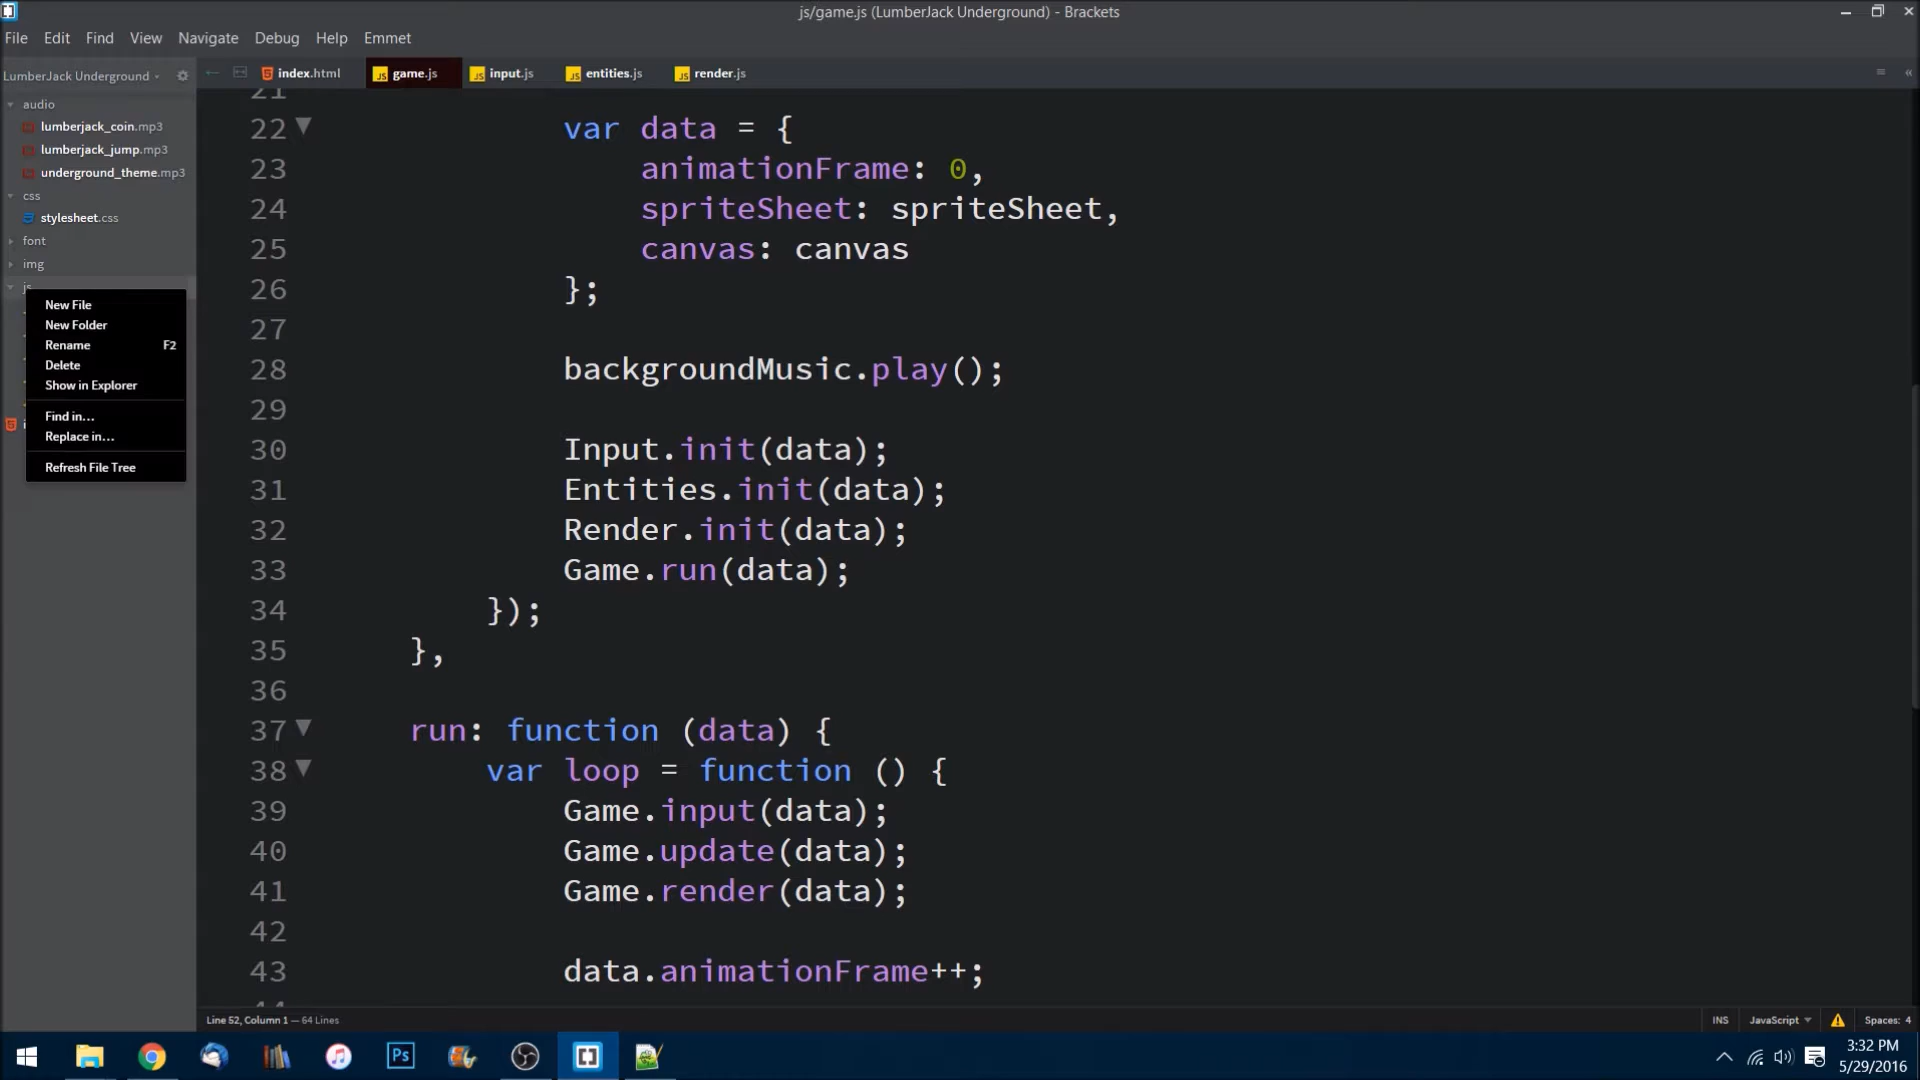 js/game.js (LumberJack Underground) - Brackets
File Edit Find View Navigate Debug Help Emmet
LumberJack Underground
index.html game.js input.js entities.js render.js
audio
lumberjack_coin.mp3
lumberjack_jump.mp3
underground_theme.mp3
css
stylesheet.css
font
img
js
New File
New Folder
Rename F2
Delete
Show in Explorer
Find in...
Replace in...
Refresh File Tree
21
22 var data = {
23 animationFrame: 0,
24 spriteSheet: spriteSheet,
25 canvas: canvas
26 };
27
28 backgroundMusic.play();
29
30 Input.init(data);
31 Entities.init(data);
32 Render.init(data);
33 Game.run(data);
34 });
35 },
36
37 run: function (data) {
38 var loop = function () {
39 Game.input(data);
40 Game.update(data);
41 Game.render(data);
42
43 data.animationFrame++;
Line 52, Column 1 — 64 Lines
INS JavaScript Spaces: 4
Ps
3:32 PM
5/29/2016